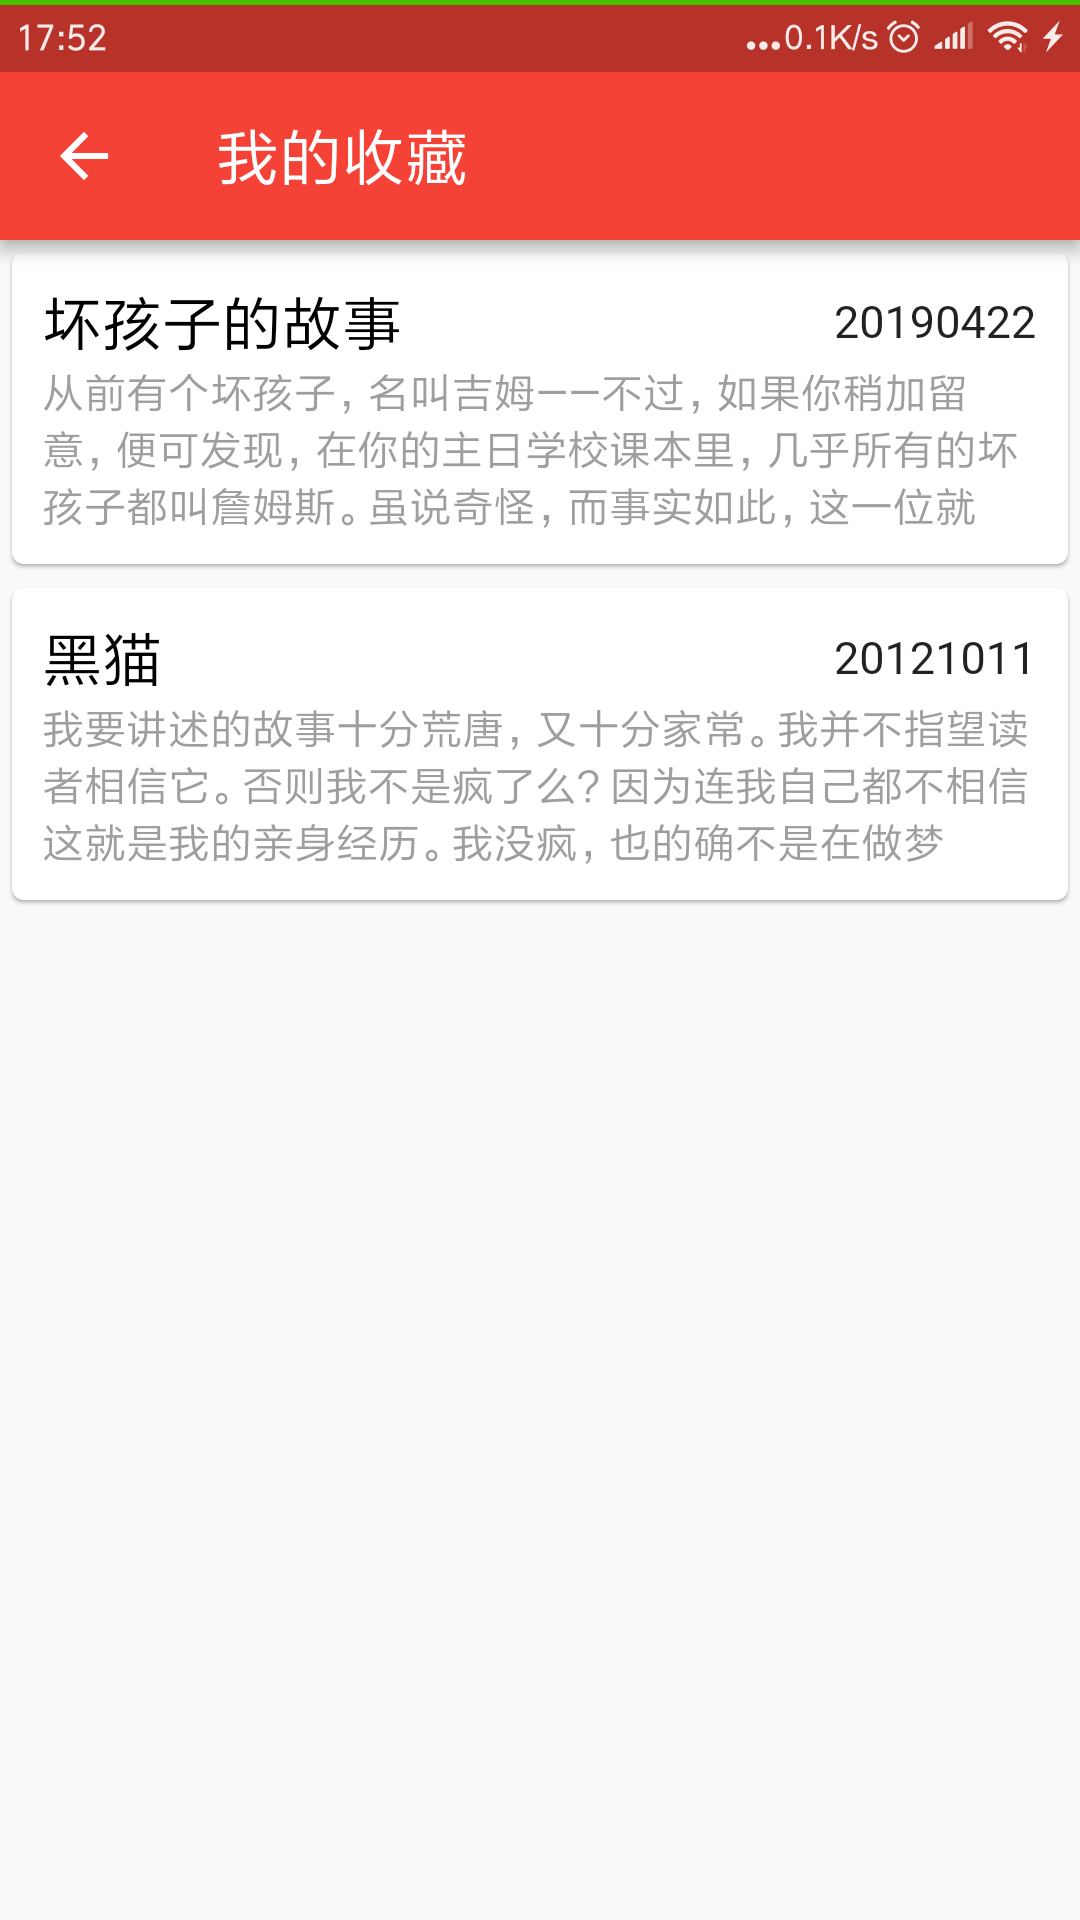 17:52
...0.1K/s
我的收藏
坏孩子的故事
20190422
从前有个坏孩子，名叫吉姆——不过，如果你稍加留
意，便可发现，在你的主日学校课本里，几乎所有的坏
孩子都叫詹姆斯。虽说奇怪，而事实如此，这一位就
黑猫
20121011
我要讲述的故事十分荒唐，又十分家常。我并不指望读
者相信它。否则我不是疯了么？因为连我自己都不相信
这就是我的亲身经历。我没疯，也的确不是在做梦